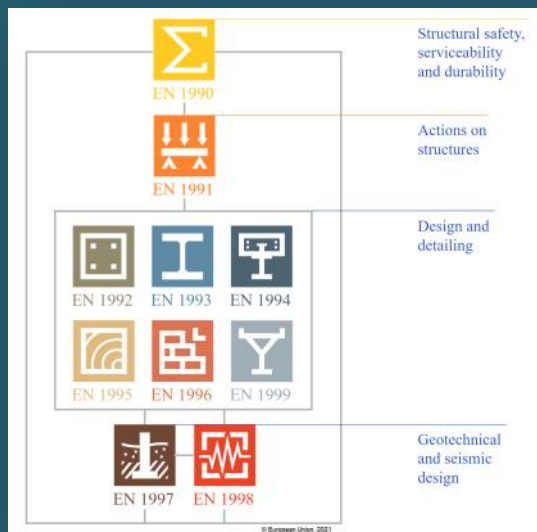 Structural safety,
serviceability
and durability
EN 1990
Actions on
structures
EN 1991
Design and
detailing
EN 1992 EN 1993 EN 1994
EN 1995 EN 1996 EN 1999
Geotechnical
and seismic
design
EN 1997 EN 1998
© European Union, 2021